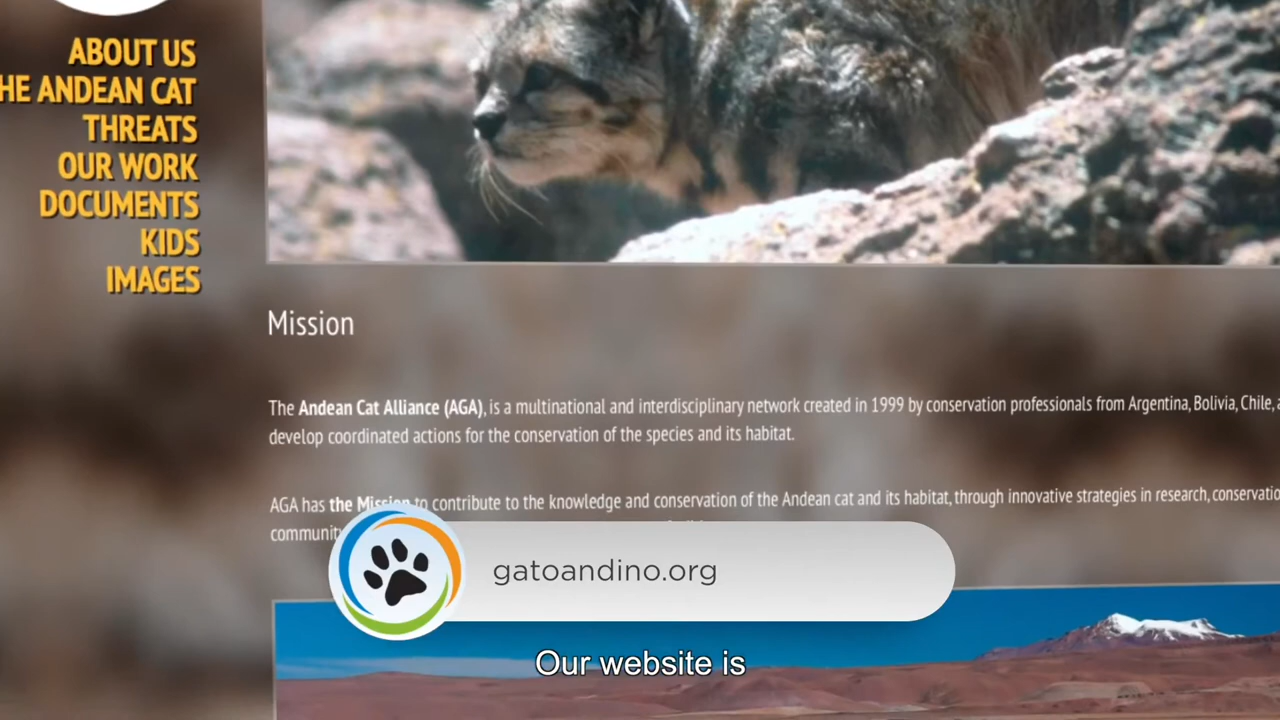 ABOUT US
HE ANDEAN CAT
THREATS
OUR WORK
DOCUMENTS
KIDS
IMAGES
Mission
The Andean Cat Alliance (AGA), is a multinational and interdisciplinary network created in 1999 by conservation professionals from Argentina, Bolivia, Chile,
develop coordinated actions for the conservation of the species and its habitat.
AGA has the Mission to contribute to the knowledge and conservation of the Andean cat and its habitat, through innovative strategies in research, conservatio
community
gatoandino.org
Our website is